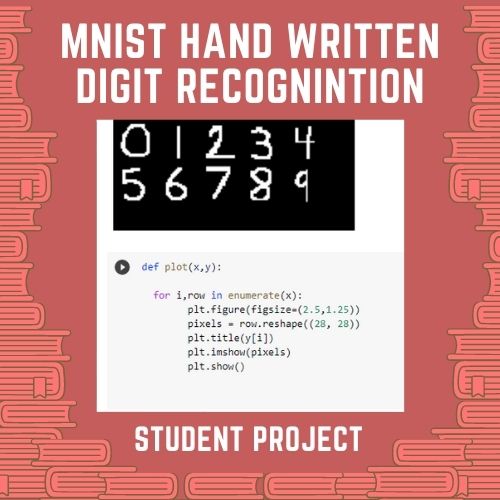 MNIST HAND WRITTEN
DIGIT RECOGNINTION
0 1 2 3 4
5 6 7 8 9
def plot(x,y):
for i,row in enumerate(x):
plt.figure(figsize=(2.5,1.25))
pixels = row.reshape((28, 28))
plt.title(y[i])
plt.imshow(pixels)
plt.show()
STUDENT PROJECT